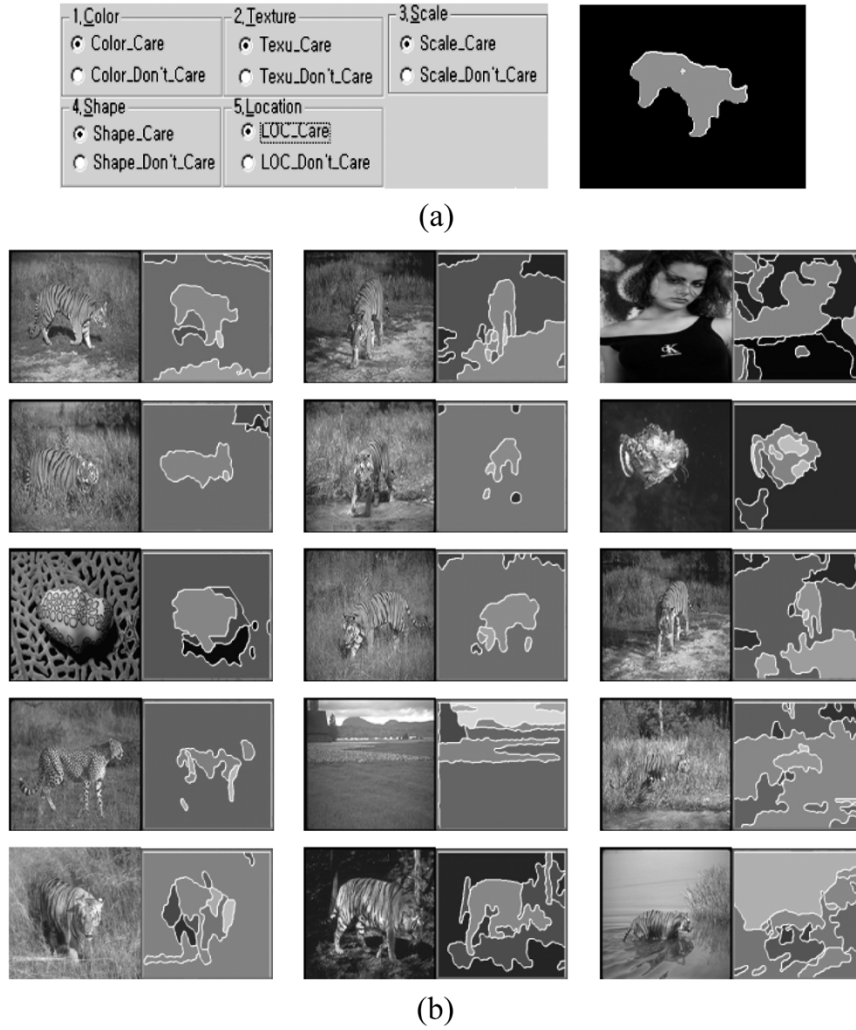 1,Color
Color_Care
Color_Don't_Care
2,Texture
Texu_Care
Texu_Don't_Care
3,Scale
Scale_Care
Scale_Don't_Care
4,Shape
Shape_Care
Shape_Don't_Care
5,Location
LOC_Care
LOC_Don't_Care
(a)
cK
(b)